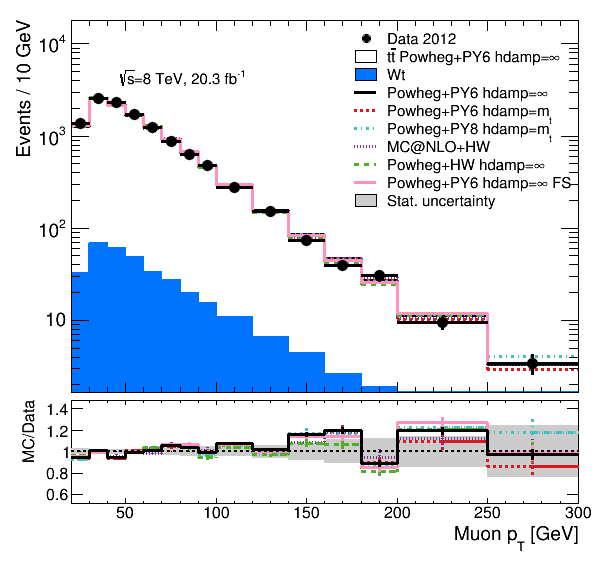 Events / 10 GeV
10⁴
10³
10²
10
√s=8 TeV, 20.3 fb⁻¹
Data 2012
tt̄ Powheg+PY6 hdamp=∞
Wt
Powheg+PY6 hdamp=∞
Powheg+PY6 hdamp=mₜ
Powheg+PY8 hdamp=mₜ
MC@NLO+HW
Powheg+HW hdamp=∞
Powheg+PY6 hdamp=∞ FS
Stat. uncertainty
MC/Data
1.4
1.2
1
0.8
0.6
50 100 150 200 250 300
Muon p_T [GeV]